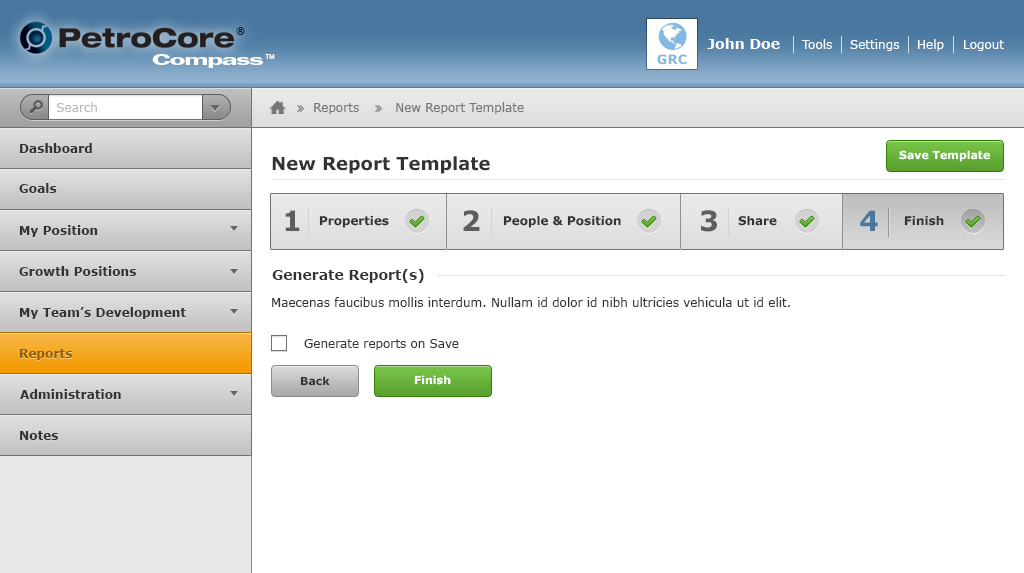 PetroCore®
Compass™
GRC
John Doe
Tools
Settings
Help
Logout
Search
» Reports » New Report Template
Dashboard
Goals
My Position
Growth Positions
My Team’s Development
Reports
Administration
Notes
New Report Template
Save Template
1 Properties
2 People & Position
3 Share
4 Finish
Generate Report(s)
Maecenas faucibus mollis interdum. Nullam id dolor id nibh ultricies vehicula ut id elit.
Generate reports on Save
Back
Finish